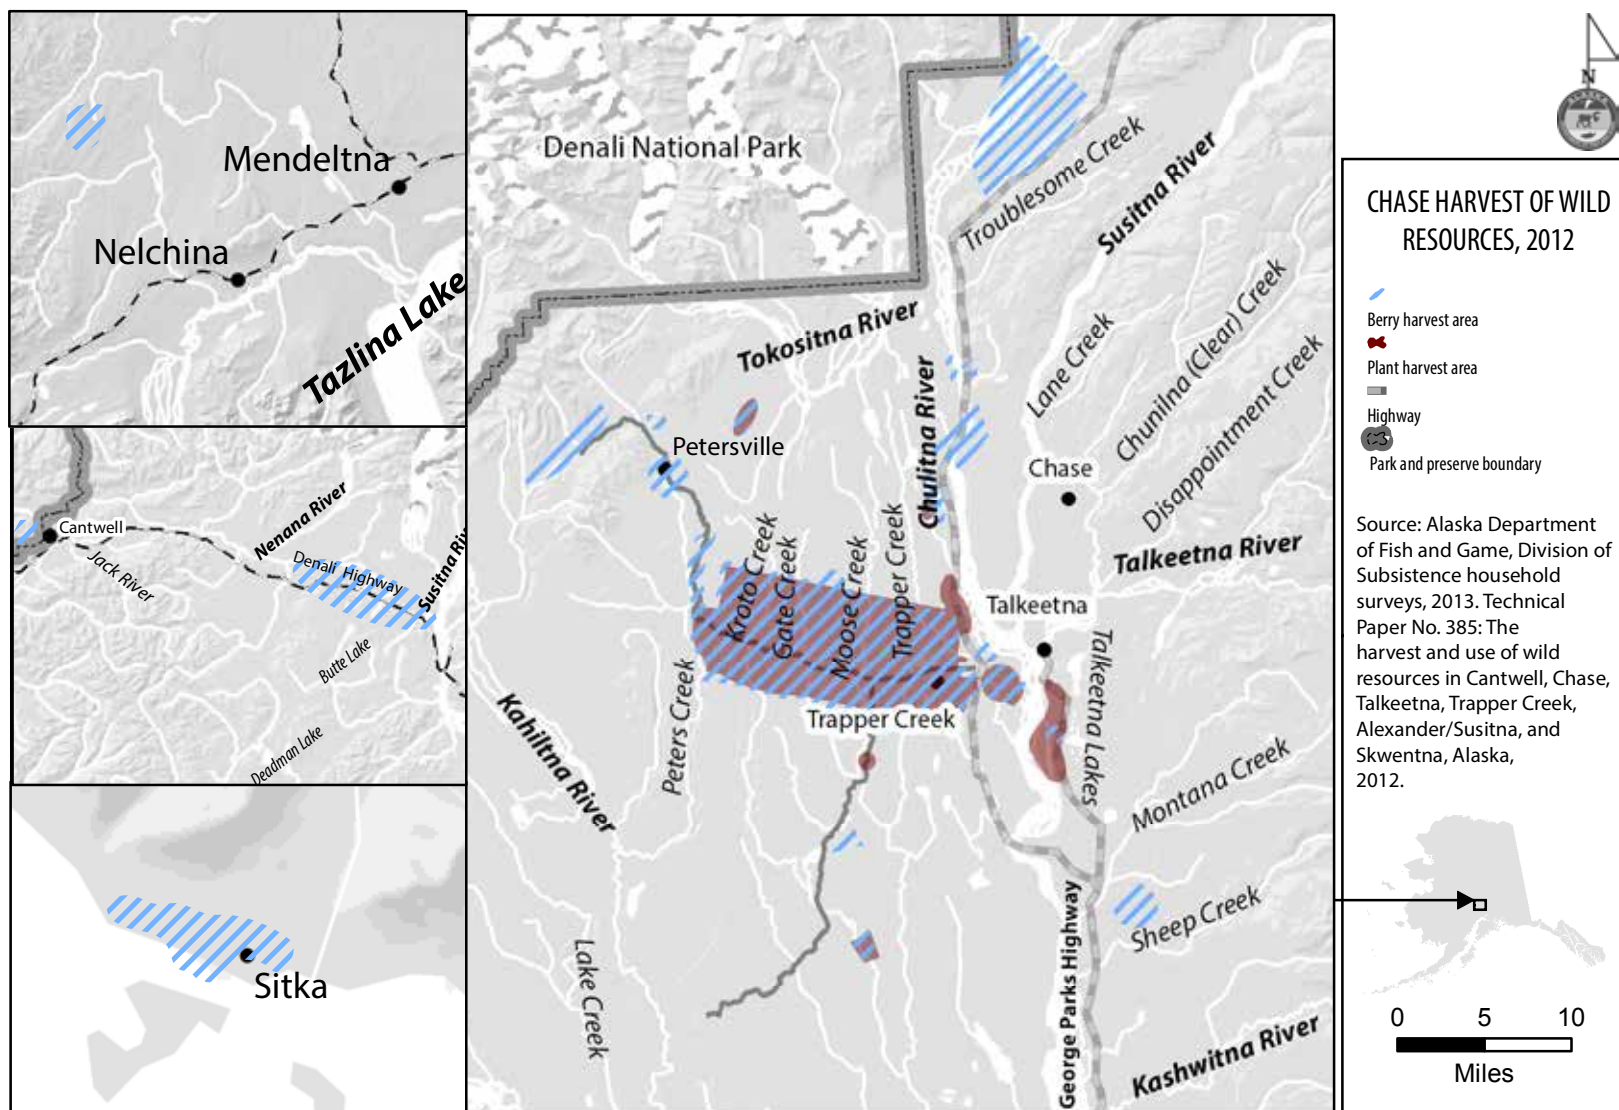 Mendeltna
Nelchina
Tazlina Lake
Cantwell
Jack River
Nenana River
Denali Highway
Susitna Riv
Butte Lake
Deadman Lake
Sitka
Denali National Park
Troublesome Creek
Susitna River
Tokositna River
Chulitna River
Lane Creek
Chunilna (Clear) Creek
Disappointment Creek
Petersville
Chase
Talkeetna River
Kroto Creek
Gate Creek
Moose Creek
Trapper Creek
Talkeetna
Talkeetna Lakes
Peters Creek
Trapper Creek
Kahiltna River
Montana Creek
Sheep Creek
Lake Creek
George Parks Highway
Kashwitna River
N
ALASKA
CHASE HARVEST OF WILD
RESOURCES, 2012
Berry harvest area
Plant harvest area
Highway
Park and preserve boundary
Source: Alaska Department
of Fish and Game, Division of
Subsistence household
surveys, 2013. Technical
Paper No. 385: The
harvest and use of wild
resources in Cantwell, Chase,
Talkeetna, Trapper Creek,
Alexander/Susitna, and
Skwentna, Alaska,
2012.
0 5 10
Miles